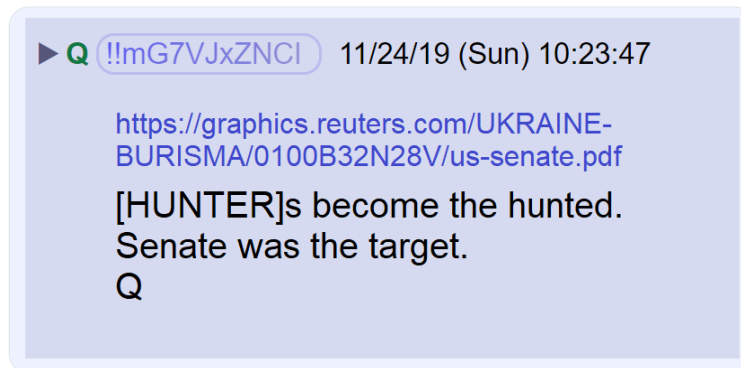 ▶ Q !!mG7VJxZNCI 11/24/19 (Sun) 10:23:47
https://graphics.reuters.com/UKRAINE-
BURISMA/0100B32N28V/us-senate.pdf
[HUNTER]s become the hunted.
Senate was the target.
Q